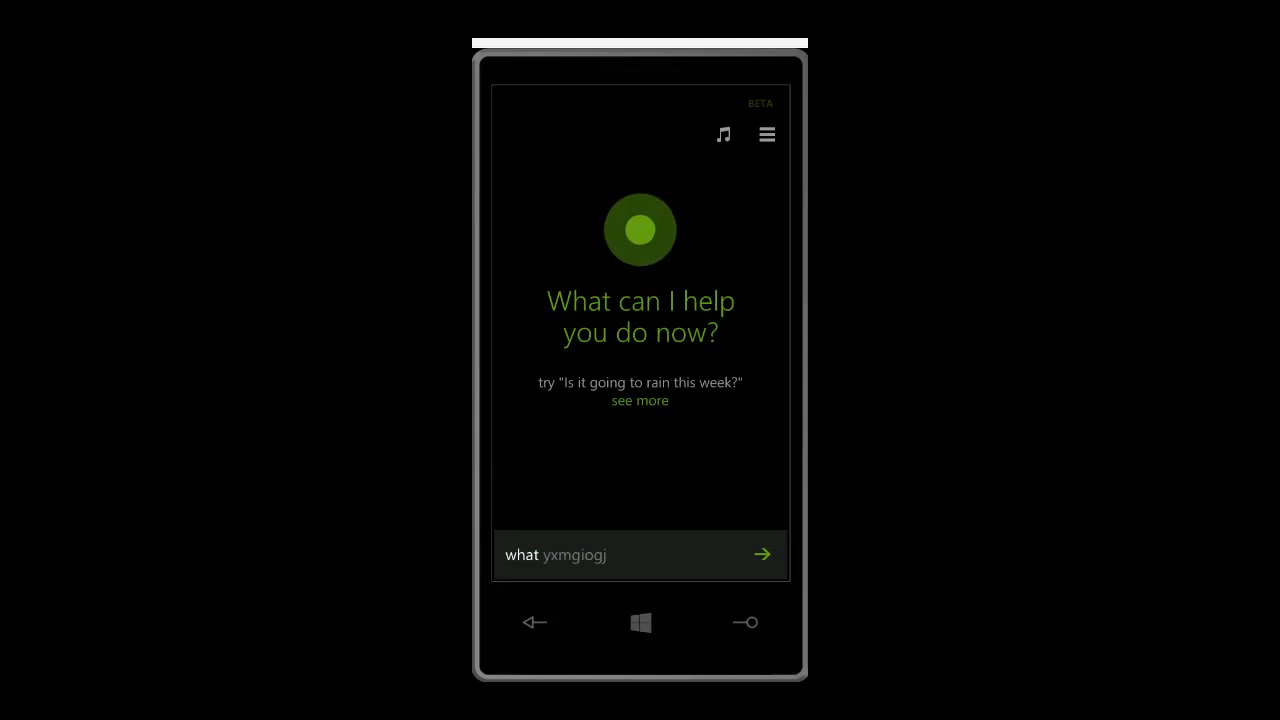 BETA
What can I help
you do now?
try "Is it going to rain this week?"
see more
what yxmgiogj